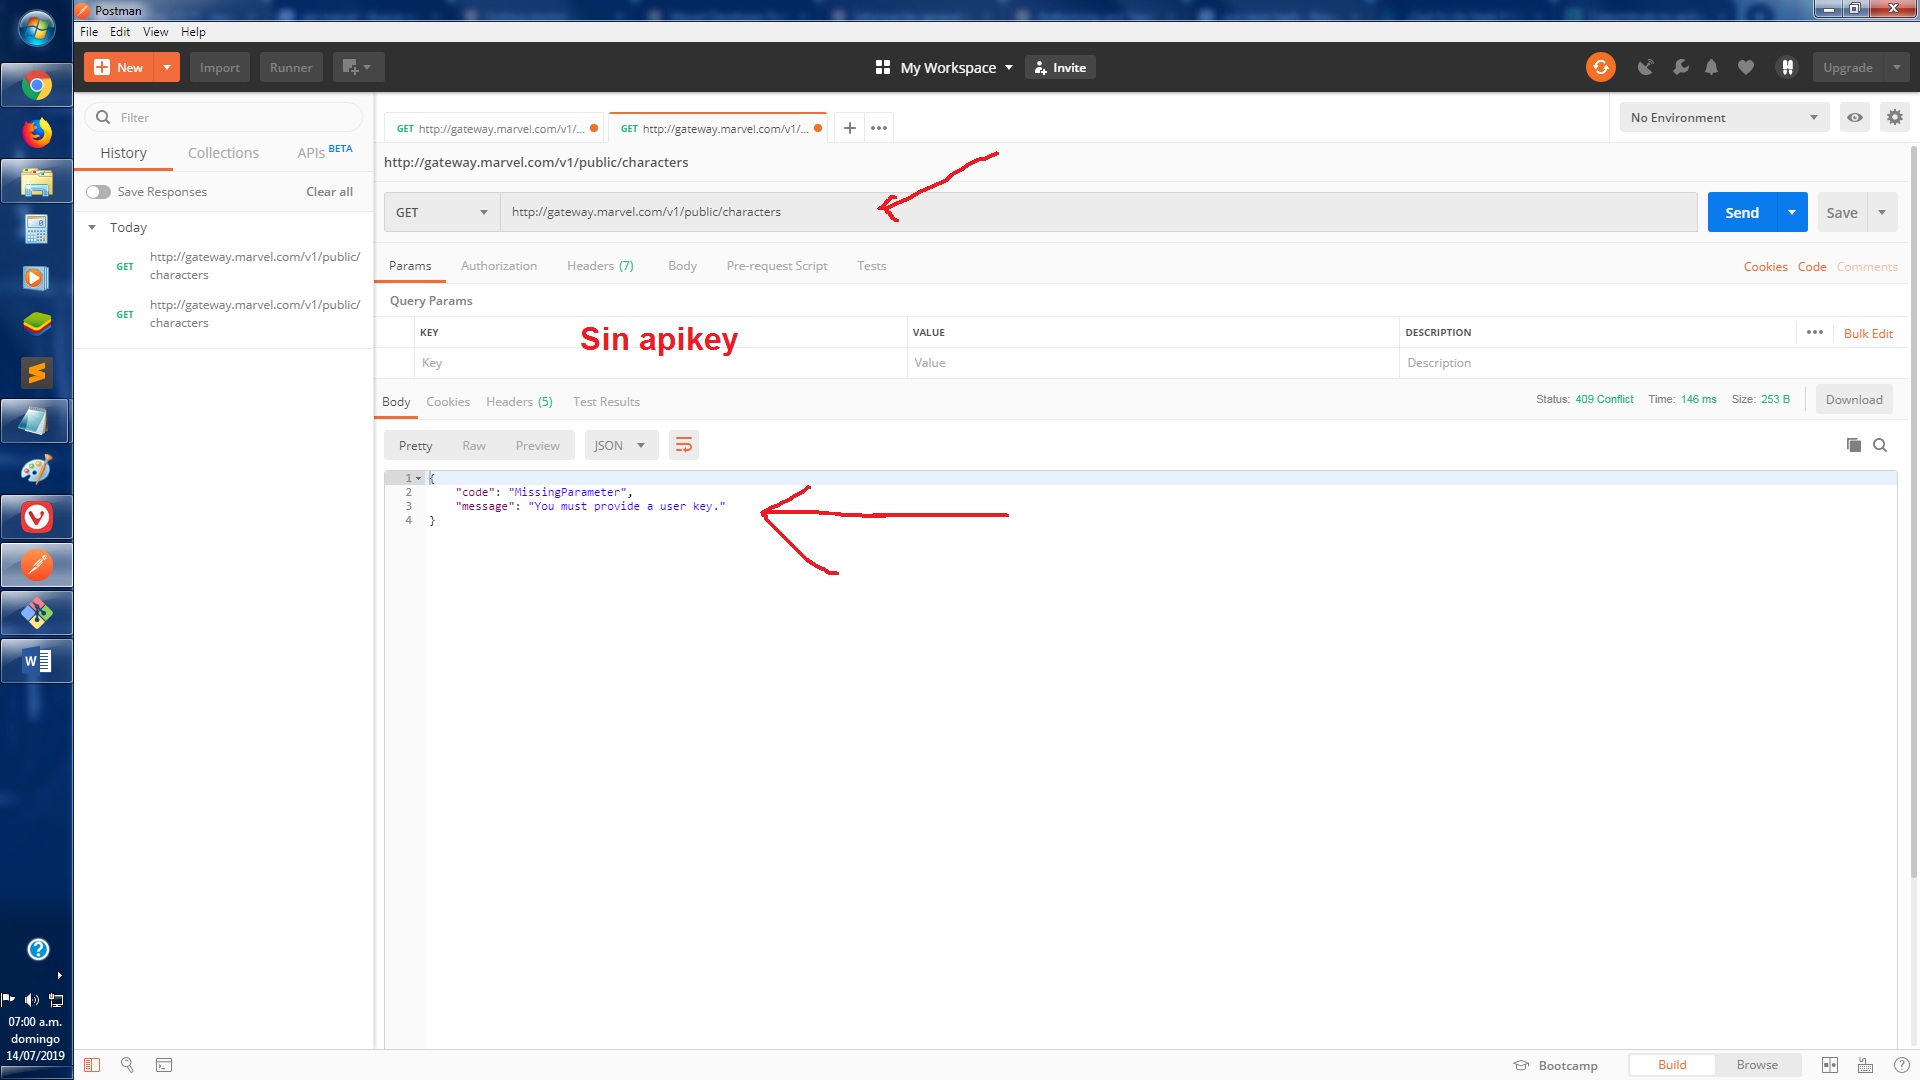 Postman
File Edit View Help
New Import Runner My Workspace Invite Upgrade
Filter
History Collections APIs BETA
Save Responses Clear all
Today
GET http://gateway.marvel.com/v1/public/
characters
GET http://gateway.marvel.com/v1/public/
characters
GET http://gateway.marvel.com/v1/... GET http://gateway.marvel.com/v1/... + ••• No Environment
http://gateway.marvel.com/v1/public/characters
GET http://gateway.marvel.com/v1/public/characters Send Save
Params Authorization Headers (7) Body Pre-request Script Tests Cookies Code Comments
Query Params
KEY VALUE DESCRIPTION ••• Bulk Edit
Sin apikey
Key Value Description
Body Cookies Headers (5) Test Results Status: 409 Conflict Time: 146 ms Size: 253 B Download
Pretty Raw Preview JSON
1 {
2 "code": "MissingParameter",
3 "message": "You must provide a user key."
4 }
W
07:00 a.m.
domingo
14/07/2019
Bootcamp Build Browse